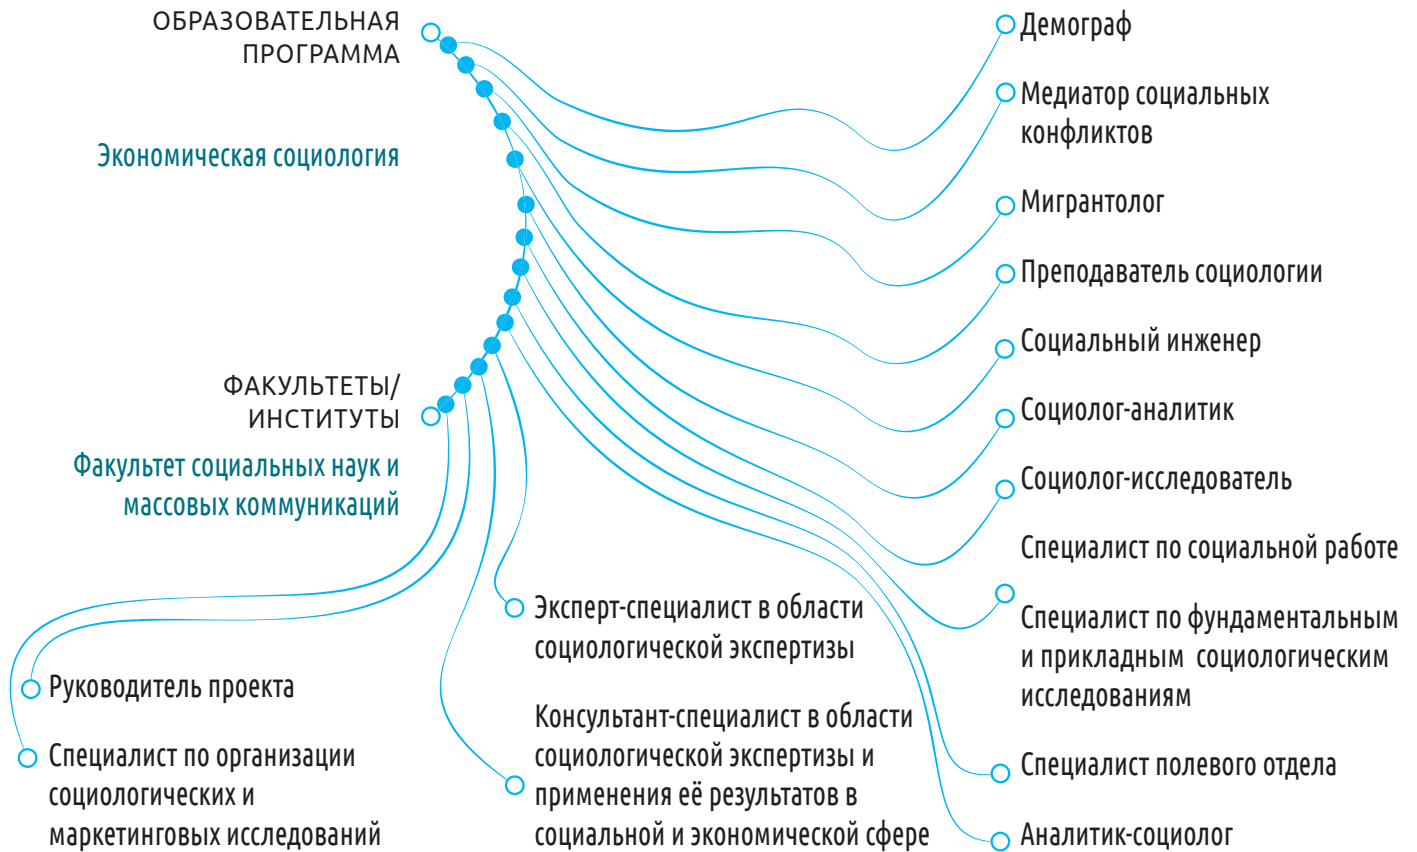 ОБРАЗОВАТЕЛЬНАЯ
ПРОГРАММА
Экономическая социология
ФАКУЛЬТЕТЫ/
ИНСТИТУТЫ
Факультет социальных наук и
массовых коммуникаций
Демограф
Медиатор социальных
конфликтов
Мигрантолог
Преподаватель социологии
Социальный инженер
Социолог-аналитик
Социолог-исследователь
Специалист по социальной работе
Специалист по фундаментальным
и прикладным социологическим
исследованиям
Специалист полевого отдела
Аналитик-социолог
Эксперт-специалист в области
социологической экспертизы
Консультант-специалист в области
социологической экспертизы и
применения её результатов в
социальной и экономической сфере
Руководитель проекта
Специалист по организации
социологических и
маркетинговых исследований